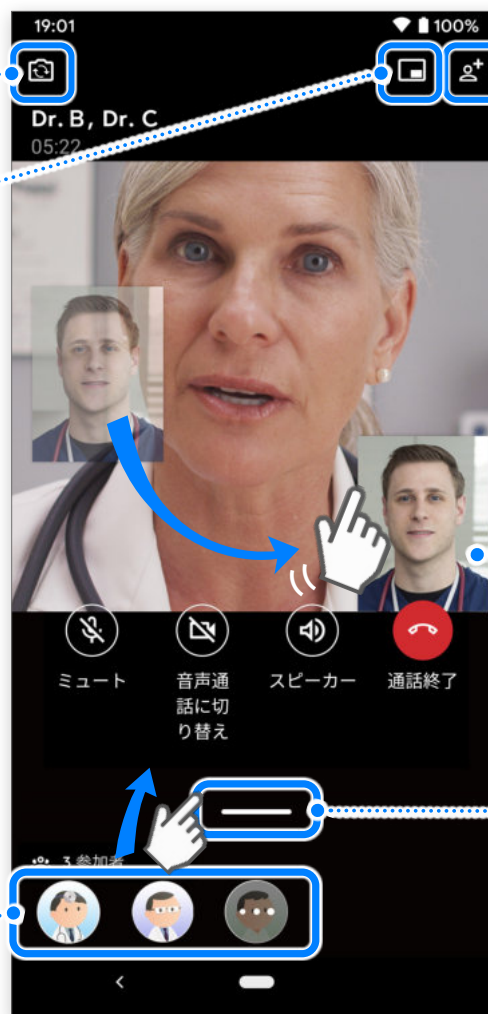 19:01
100%
Dr. B, Dr. C
05:22
ミュート
音声通
話に切
り替え
スピーカー
通話終了
3 参加者